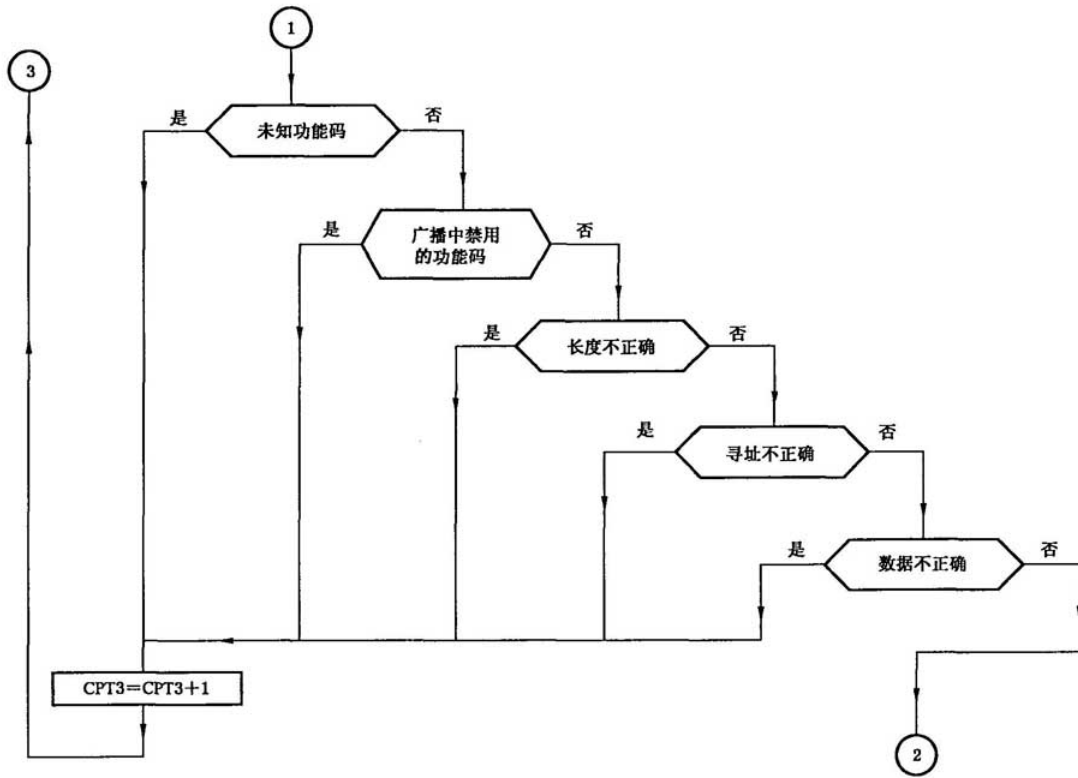 1
3
是
未知功能码
否
是
广播中禁用
的功能码
否
是
长度不正确
否
是
寻址不正确
否
是
数据不正确
否
CPT3=CPT3+1
2